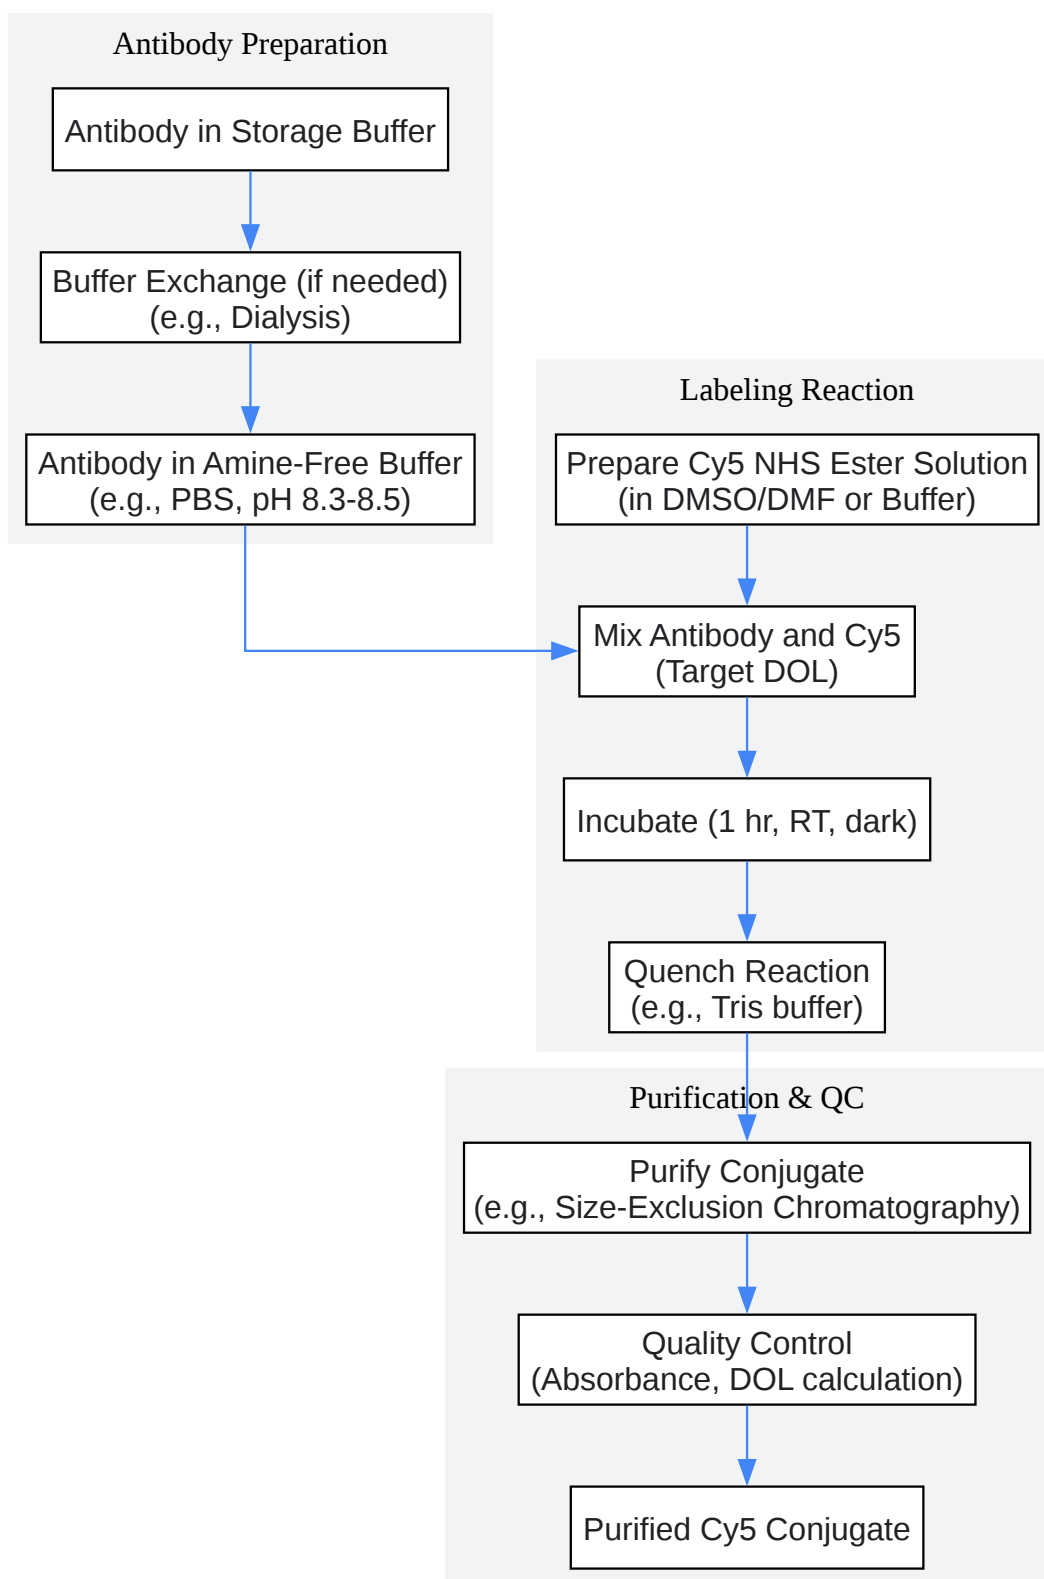 Antibody Preparation
Antibody in Storage Buffer
Buffer Exchange (if needed)
(e.g., Dialysis)
Antibody in Amine-Free Buffer
(e.g., PBS, pH 8.3-8.5)
Labeling Reaction
Prepare Cy5 NHS Ester Solution
(in DMSO/DMF or Buffer)
Mix Antibody and Cy5
(Target DOL)
Incubate (1 hr, RT, dark)
Quench Reaction
(e.g., Tris buffer)
Purification & QC
Purify Conjugate
(e.g., Size-Exclusion Chromatography)
Quality Control
(Absorbance, DOL calculation)
Purified Cy5 Conjugate